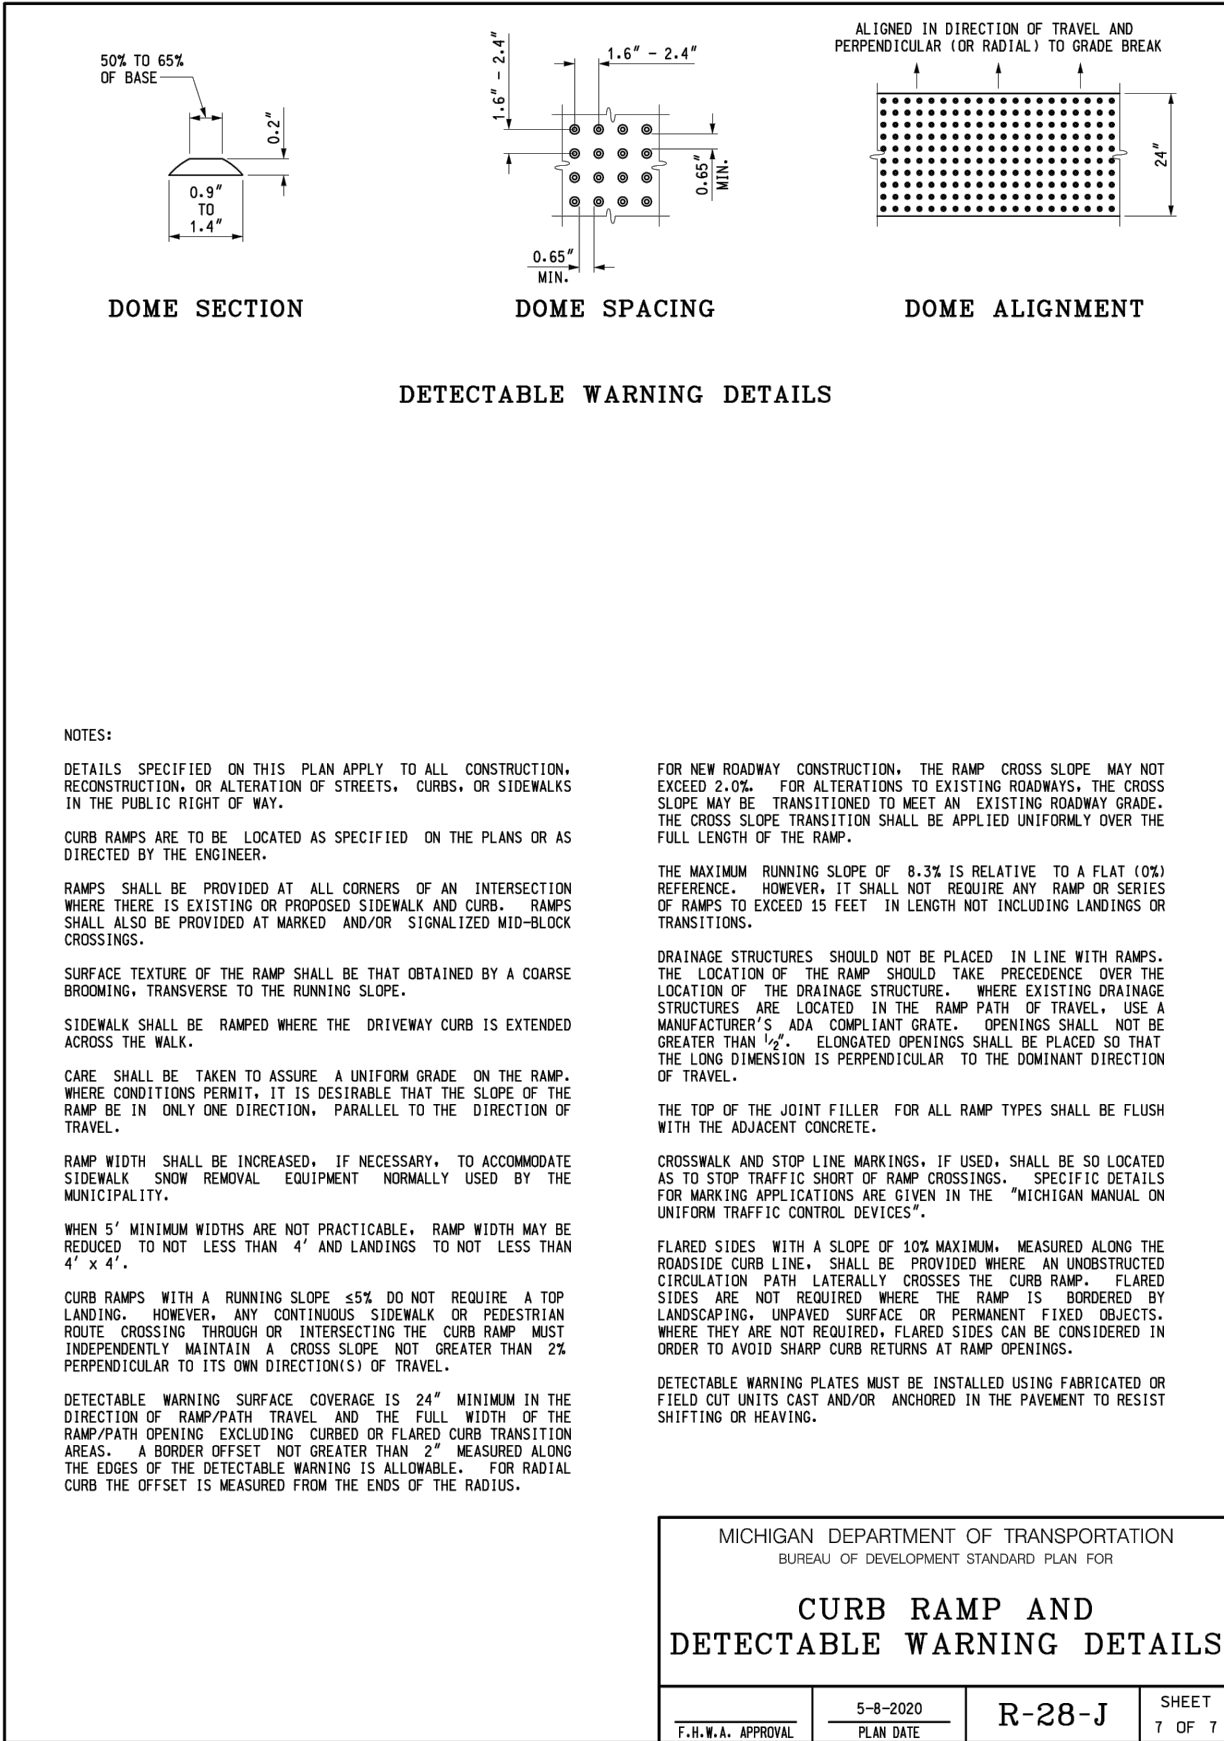 50% TO 65%
OF BASE
0.2"
0.9"
TO
1.4"
DOME SECTION
1.6" - 2.4"
1.6" - 2.4"
0.65"
MIN.
0.65"
MIN.
DOME SPACING
ALIGNED IN DIRECTION OF TRAVEL AND
PERPENDICULAR (OR RADIAL) TO GRADE BREAK
24"
DOME ALIGNMENT
DETECTABLE WARNING DETAILS
NOTES:
DETAILS SPECIFIED ON THIS PLAN APPLY TO ALL CONSTRUCTION,
RECONSTRUCTION, OR ALTERATION OF STREETS, CURBS, OR SIDEWALKS
IN THE PUBLIC RIGHT OF WAY.
CURB RAMPS ARE TO BE LOCATED AS SPECIFIED ON THE PLANS OR AS
DIRECTED BY THE ENGINEER.
RAMPS SHALL BE PROVIDED AT ALL CORNERS OF AN INTERSECTION
WHERE THERE IS EXISTING OR PROPOSED SIDEWALK AND CURB. RAMPS
SHALL ALSO BE PROVIDED AT MARKED AND/OR SIGNALIZED MID-BLOCK
CROSSINGS.
SURFACE TEXTURE OF THE RAMP SHALL BE THAT OBTAINED BY A COARSE
BROOMING, TRANSVERSE TO THE RUNNING SLOPE.
SIDEWALK SHALL BE RAMPED WHERE THE DRIVEWAY CURB IS EXTENDED
ACROSS THE WALK.
CARE SHALL BE TAKEN TO ASSURE A UNIFORM GRADE ON THE RAMP.
WHERE CONDITIONS PERMIT, IT IS DESIRABLE THAT THE SLOPE OF THE
RAMP BE IN ONLY ONE DIRECTION, PARALLEL TO THE DIRECTION OF
TRAVEL.
RAMP WIDTH SHALL BE INCREASED, IF NECESSARY, TO ACCOMMODATE
SIDEWALK SNOW REMOVAL EQUIPMENT NORMALLY USED BY THE
MUNICIPALITY.
WHEN 5' MINIMUM WIDTHS ARE NOT PRACTICABLE, RAMP WIDTH MAY BE
REDUCED TO NOT LESS THAN 4' AND LANDINGS TO NOT LESS THAN
4' x 4'.
CURB RAMPS WITH A RUNNING SLOPE ≤5% DO NOT REQUIRE A TOP
LANDING. HOWEVER, ANY CONTINUOUS SIDEWALK OR PEDESTRIAN
ROUTE CROSSING THROUGH OR INTERSECTING THE CURB RAMP MUST
INDEPENDENTLY MAINTAIN A CROSS SLOPE NOT GREATER THAN 2%
PERPENDICULAR TO ITS OWN DIRECTION(S) OF TRAVEL.
DETECTABLE WARNING SURFACE COVERAGE IS 24" MINIMUM IN THE
DIRECTION OF RAMP/PATH TRAVEL AND THE FULL WIDTH OF THE
RAMP/PATH OPENING EXCLUDING CURBED OR FLARED CURB TRANSITION
AREAS. A BORDER OFFSET NOT GREATER THAN 2" MEASURED ALONG
THE EDGES OF THE DETECTABLE WARNING IS ALLOWABLE. FOR RADIAL
CURB THE OFFSET IS MEASURED FROM THE ENDS OF THE RADIUS.
FOR NEW ROADWAY CONSTRUCTION, THE RAMP CROSS SLOPE MAY NOT
EXCEED 2.0%. FOR ALTERATIONS TO EXISTING ROADWAYS, THE CROSS
SLOPE MAY BE TRANSITIONED TO MEET AN EXISTING ROADWAY GRADE.
THE CROSS SLOPE TRANSITION SHALL BE APPLIED UNIFORMLY OVER THE
FULL LENGTH OF THE RAMP.
THE MAXIMUM RUNNING SLOPE OF 8.3% IS RELATIVE TO A FLAT (0%)
REFERENCE. HOWEVER, IT SHALL NOT REQUIRE ANY RAMP OR SERIES
OF RAMPS TO EXCEED 15 FEET IN LENGTH NOT INCLUDING LANDINGS OR
TRANSITIONS.
DRAINAGE STRUCTURES SHOULD NOT BE PLACED IN LINE WITH RAMPS.
THE LOCATION OF THE RAMP SHOULD TAKE PRECEDENCE OVER THE
LOCATION OF THE DRAINAGE STRUCTURE. WHERE EXISTING DRAINAGE
STRUCTURES ARE LOCATED IN THE RAMP PATH OF TRAVEL, USE A
MANUFACTURER'S ADA COMPLIANT GRATE. OPENINGS SHALL NOT BE
GREATER THAN 1/2". ELONGATED OPENINGS SHALL BE PLACED SO THAT
THE LONG DIMENSION IS PERPENDICULAR TO THE DOMINANT DIRECTION
OF TRAVEL.
THE TOP OF THE JOINT FILLER FOR ALL RAMP TYPES SHALL BE FLUSH
WITH THE ADJACENT CONCRETE.
CROSSWALK AND STOP LINE MARKINGS, IF USED, SHALL BE SO LOCATED
AS TO STOP TRAFFIC SHORT OF RAMP CROSSINGS. SPECIFIC DETAILS
FOR MARKING APPLICATIONS ARE GIVEN IN THE "MICHIGAN MANUAL ON
UNIFORM TRAFFIC CONTROL DEVICES".
FLARED SIDES WITH A SLOPE OF 10% MAXIMUM, MEASURED ALONG THE
ROADSIDE CURB LINE, SHALL BE PROVIDED WHERE AN UNOBSTRUCTED
CIRCULATION PATH LATERALLY CROSSES THE CURB RAMP. FLARED
SIDES ARE NOT REQUIRED WHERE THE RAMP IS BORDERED BY
LANDSCAPING, UNPAVED SURFACE OR PERMANENT FIXED OBJECTS.
WHERE THEY ARE NOT REQUIRED, FLARED SIDES CAN BE CONSIDERED IN
ORDER TO AVOID SHARP CURB RETURNS AT RAMP OPENINGS.
DETECTABLE WARNING PLATES MUST BE INSTALLED USING FABRICATED OR
FIELD CUT UNITS CAST AND/OR ANCHORED IN THE PAVEMENT TO RESIST
SHIFTING OR HEAVING.
MICHIGAN DEPARTMENT OF TRANSPORTATION
BUREAU OF DEVELOPMENT STANDARD PLAN FOR
CURB RAMP AND
DETECTABLE WARNING DETAILS
F.H.W.A. APPROVAL
5-8-2020
PLAN DATE
R-28-J
SHEET
7 OF 7